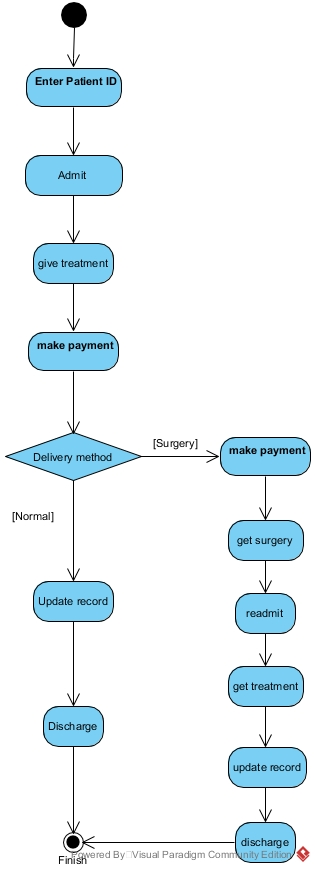 Enter Patient ID
Admit
give treatment
make payment
Delivery method
[Surgery]
make payment
[Normal]
get surgery
Update record
readmit
get treatment
Discharge
update record
discharge
Finish
Powered By Visual Paradigm Community Edition